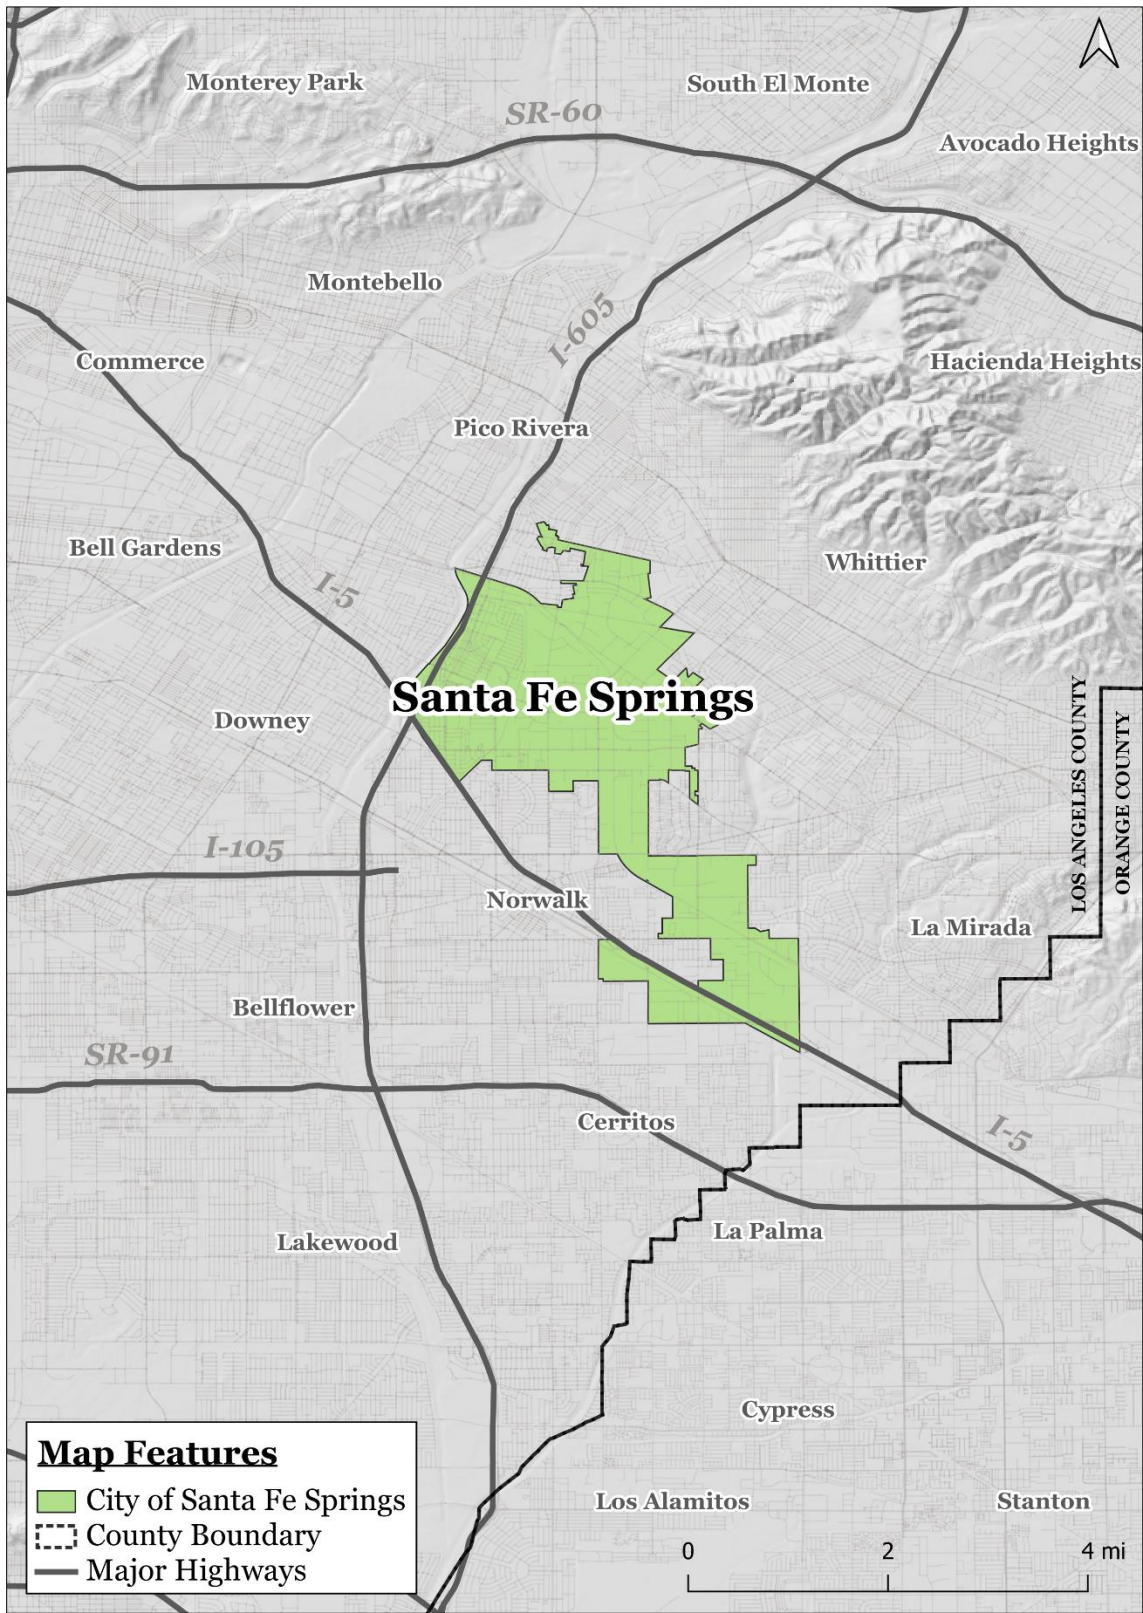 Monterey Park
South El Monte
SR-60
Avocado Heights
Montebello
I-605
Commerce
Hacienda Heights
Pico Rivera
Bell Gardens
Whittier
I-5
Santa Fe Springs
Downey
LOS ANGELES COUNTY
ORANGE COUNTY
I-105
Norwalk
La Mirada
Bellflower
SR-91
Cerritos
I-5
La Palma
Lakewood
Cypress
Los Alamitos
Stanton
Map Features
City of Santa Fe Springs
County Boundary
Major Highways
0 2 4 mi